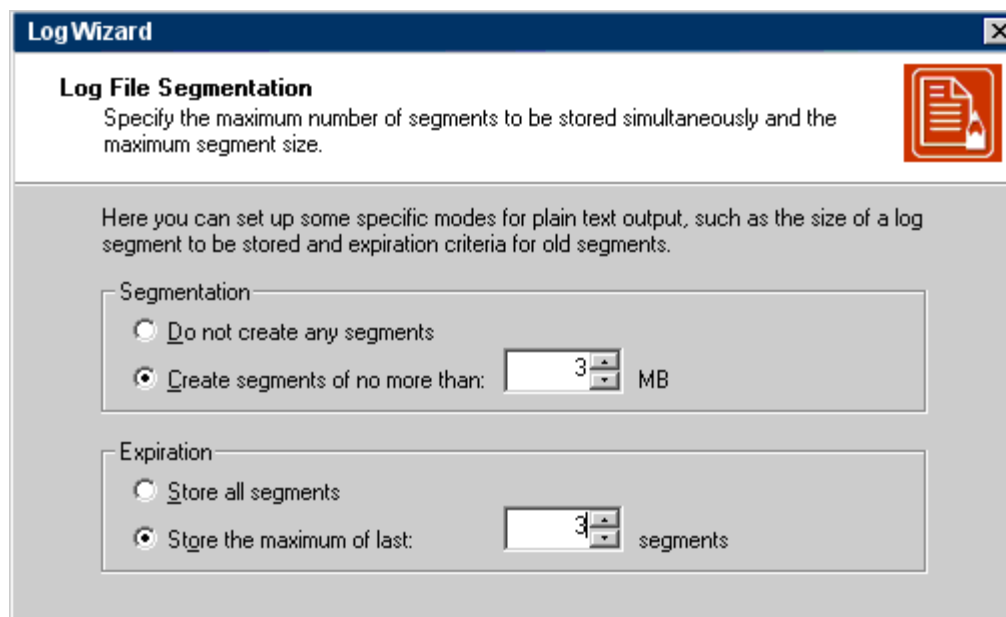 Log Wizard
Log File Segmentation
Specify the maximum number of segments to be stored simultaneously and the
maximum segment size.
Here you can set up some specific modes for plain text output, such as the size of a log
segment to be stored and expiration criteria for old segments.
Segmentation
Do not create any segments
Create segments of no more than: 3 MB
Expiration
Store all segments
Store the maximum of last: 3 segments